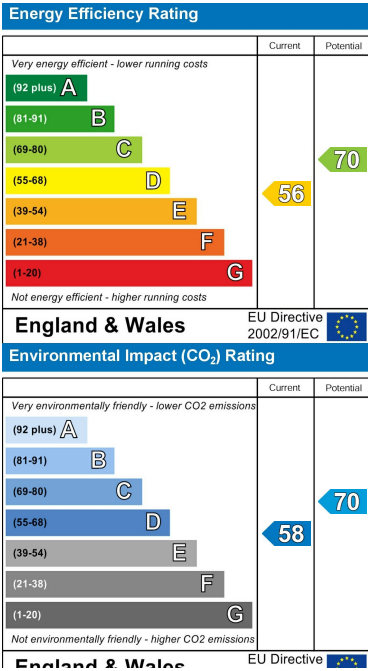 Energy Efficiency Rating
Current Potential
Very energy efficient - lower running costs
(92 plus) A
(81-91) B
(69-80) C
70
(55-68) D
56
(39-54) E
(21-38) F
(1-20) G
Not energy efficient - higher running costs
England & Wales
EU Directive
2002/91/EC
Environmental Impact (CO₂) Rating
Current Potential
Very environmentally friendly - lower CO2 emissions
(92 plus) A
(81-91) B
(69-80) C
70
(55-68) D
58
(39-54) E
(21-38) F
(1-20) G
Not environmentally friendly - higher CO2 emissions
England & Wales
EU Directive